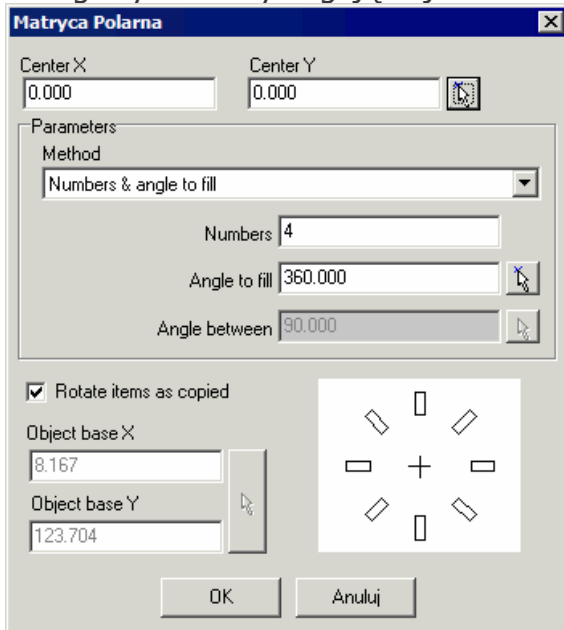 Matryca Polarna
Center X Center Y
0.000 0.000
Parameters
Method
Numbers & angle to fill
Numbers 4
Angle to fill 360.000
Angle between 90.000
Rotate items as copied
Object base X
8.167
Object base Y
123.704
OK Anuluj